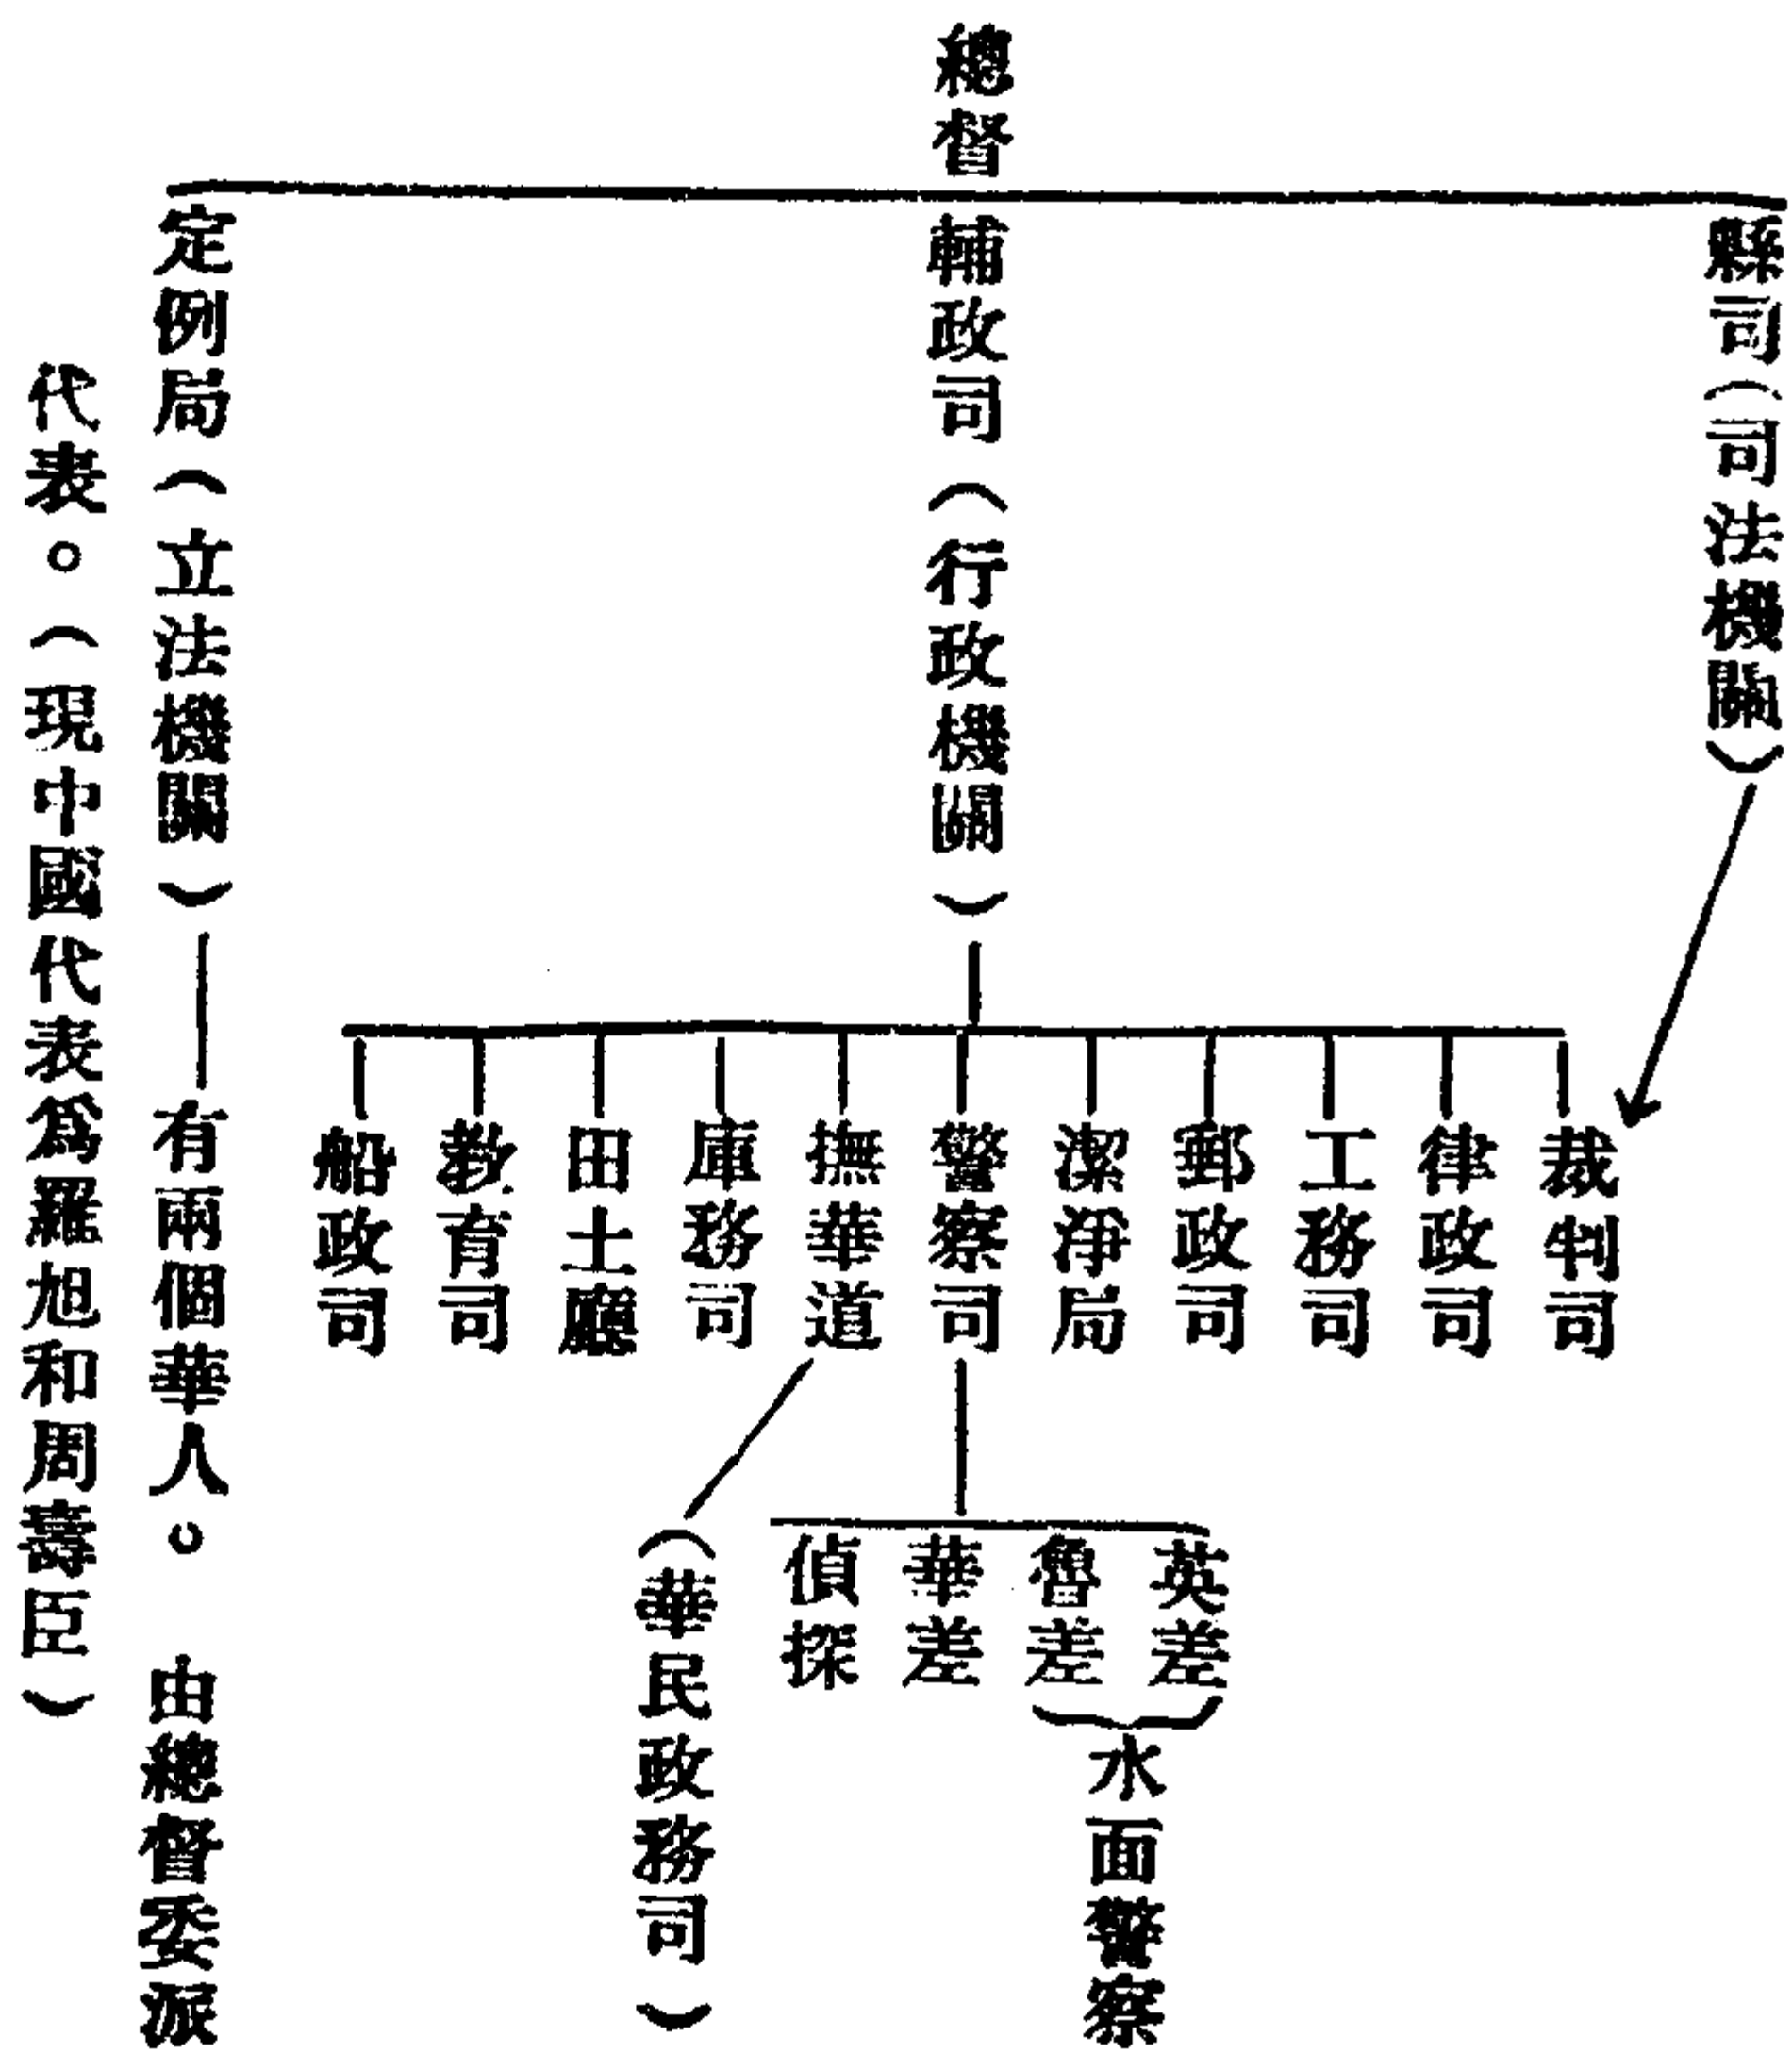 總督
縣司（司法機關）
輔政司（行政機關）
定例局（立法機關）——有兩個華人。由總督委派
代表。（現中國代表爲羅旭和周壽臣）
裁判司
律政司
工務司
郵政司
潔淨局
警察司
撫華道
庫務司
田土廳
教育司
船政司
英差
魯差
華差
偵探
水面警察
（華民政務司）